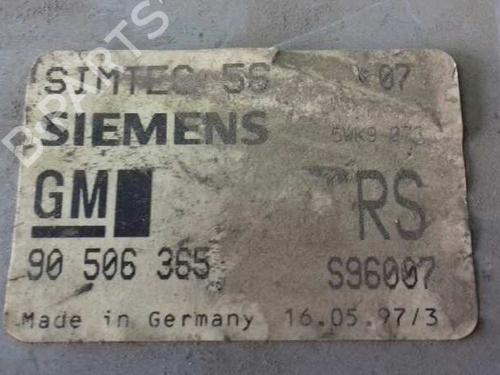 SIMTEC 56 07
SIEMENS 5WK9 073
GM RS
90 506 365 S96007
Made in Germany 16.05.97/3
B-PARTS